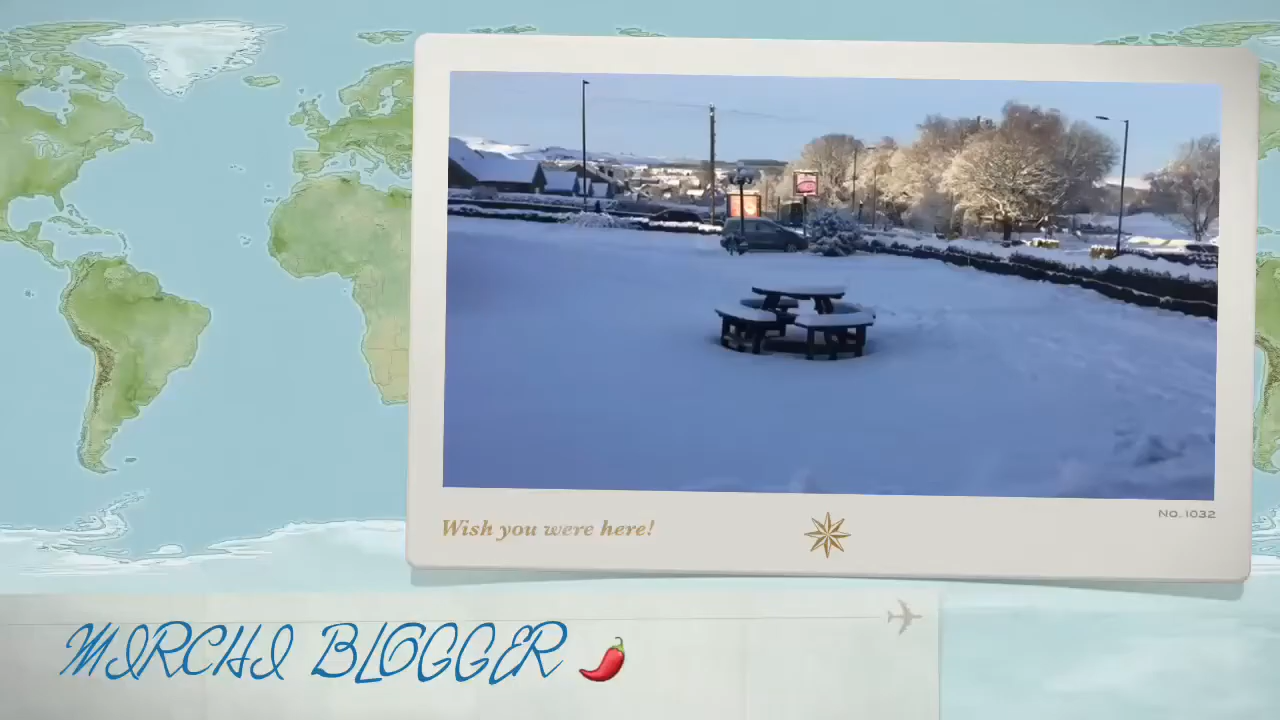 Wish you were here!
NO. 1032
MIRCHI BLOGGER 🌶️